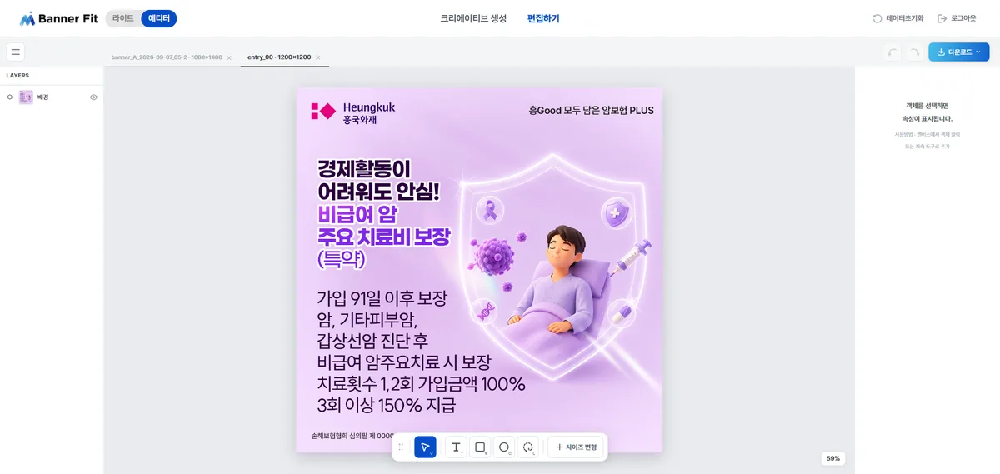 Banner Fit
라이트
에디터
크리에이티브 생성
편집하기
데이터초기화
로그아웃
banner_A_2026-09-07_05-2 · 1080×1080 ×
entry_00 · 1200×1200 ×
다운로드
LAYERS
배경
Heungkuk
흥국화재
흥Good 모두 담은 암보험 PLUS
경제활동이
어려워도 안심!
비급여 암
주요 치료비 보장
(특약)
가입 91일 이후 보장
암, 기타피부암,
갑상선암 진단 후
비급여 암주요치료 시 보장
치료횟수 1,2회 가입금액 100%
3회 이상 150% 지급
손해보험협회 심의필 제 0000
객체를 선택하면
속성이 표시됩니다.
사용방법 : 캔버스에서 객체 클릭
또는 좌측 도구로 추가
V
T
R
O
L
+ 사이즈 변형
59%